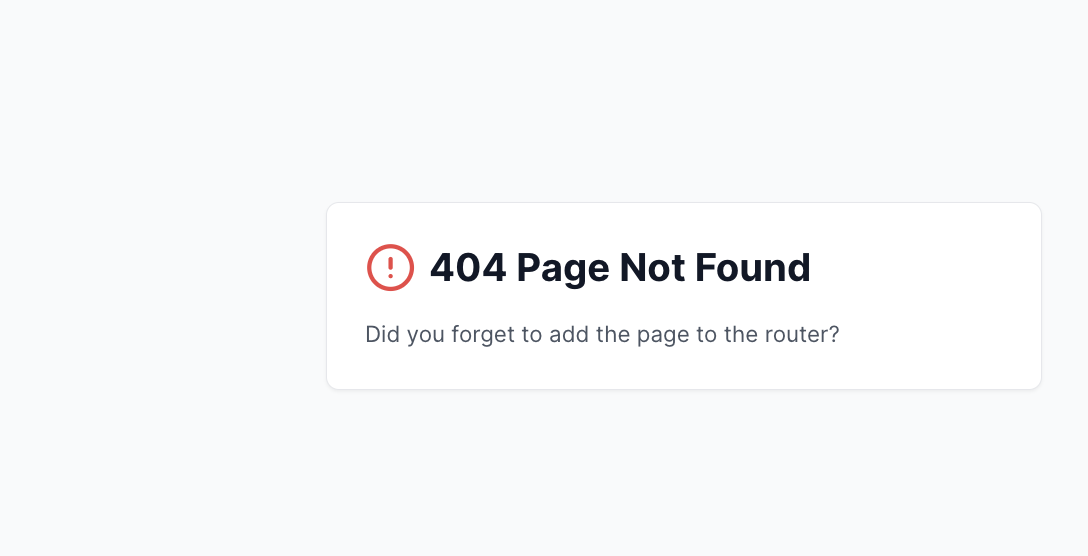 404 Page Not Found
Did you forget to add the page to the router?